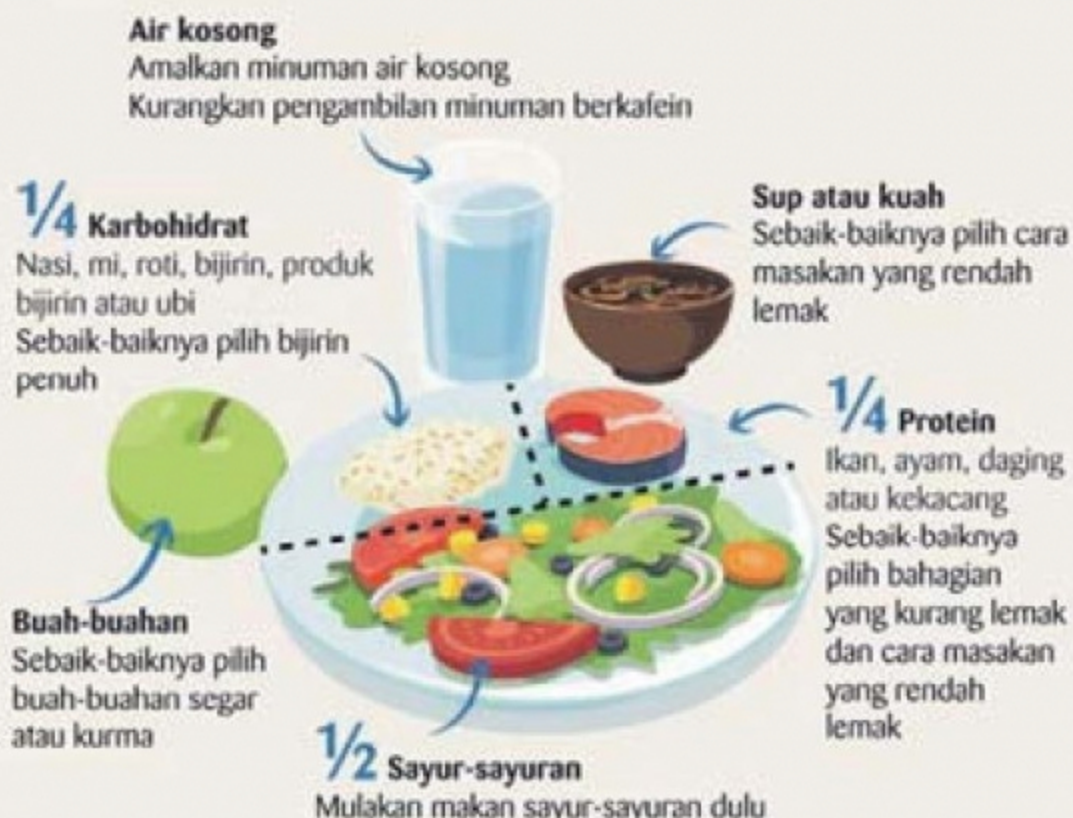 Air kosong
Amalkan minuman air kosong
Kurangkan pengambilan minuman berkafein
1/4 Karbohidrat
Nasi, mi, roti, bijirin, produk
bijirin atau ubi
Sebaik-baiknya pilih bijirin
penuh
Sup atau kuah
Sebaik-baiknya pilih cara
masakan yang rendah
lemak
1/4 Protein
Ikan, ayam, daging
atau kekacang
Sebaik-baiknya
pilih bahagian
yang kurang lemak
dan cara masakan
yang rendah
lemak
Buah-buahan
Sebaik-baiknya pilih
buah-buahan segar
atau kurma
1/2 Sayur-sayuran
Mulakan makan sayur-sayuran dulu